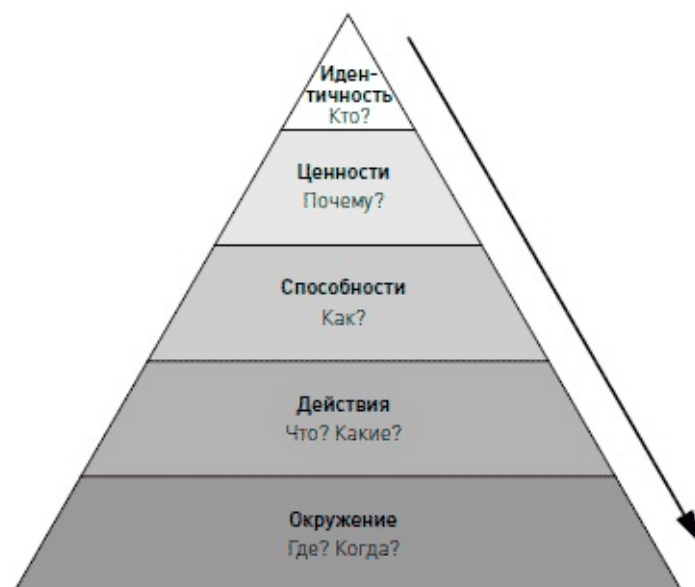 Иден-
тичность
Кто?
Ценности
Почему?
Способности
Как?
Действия
Что? Какие?
Окружение
Где? Когда?